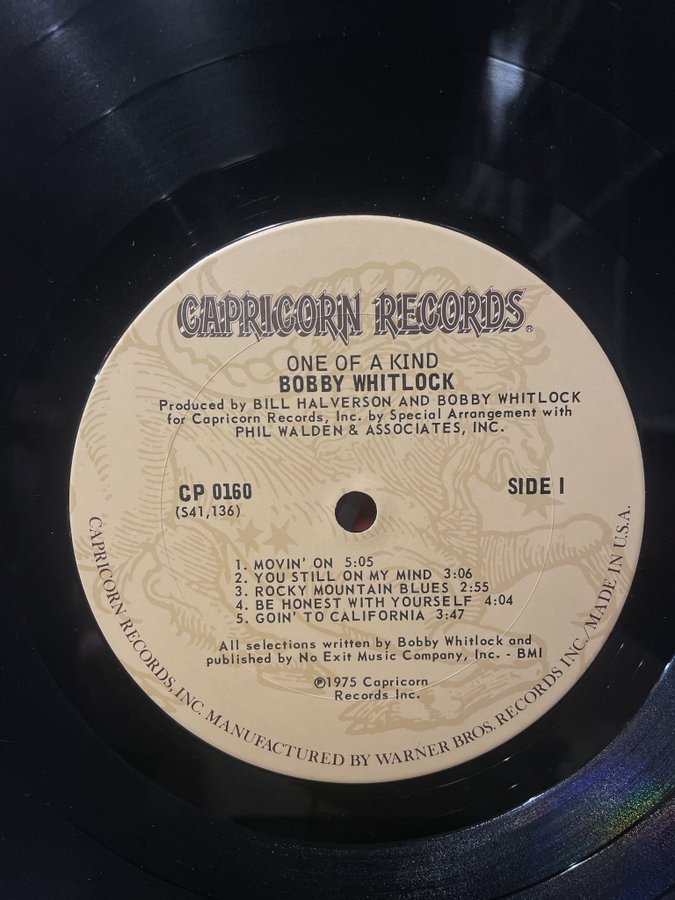 CAPRICORN RECORDS®
ONE OF A KIND
BOBBY WHITLOCK
Produced by BILL HALVERSON AND BOBBY WHITLOCK
for Capricorn Records, Inc. by Special Arrangement with
PHIL WALDEN & ASSOCIATES, INC.
CP 0160
(S41,136)
SIDE I
1. MOVIN' ON 5:05
2. YOU STILL ON MY MIND 3:06
3. ROCKY MOUNTAIN BLUES 2:55
4. BE HONEST WITH YOURSELF 4:04
5. GOIN' TO CALIFORNIA 3:47
All selections written by Bobby Whitlock and
published by No Exit Music Company, Inc. - BMI
℗1975 Capricorn
Records Inc.
CAPRICORN RECORDS, INC. MANUFACTURED BY WARNER BROS. RECORDS INC./MADE IN U.S.A.